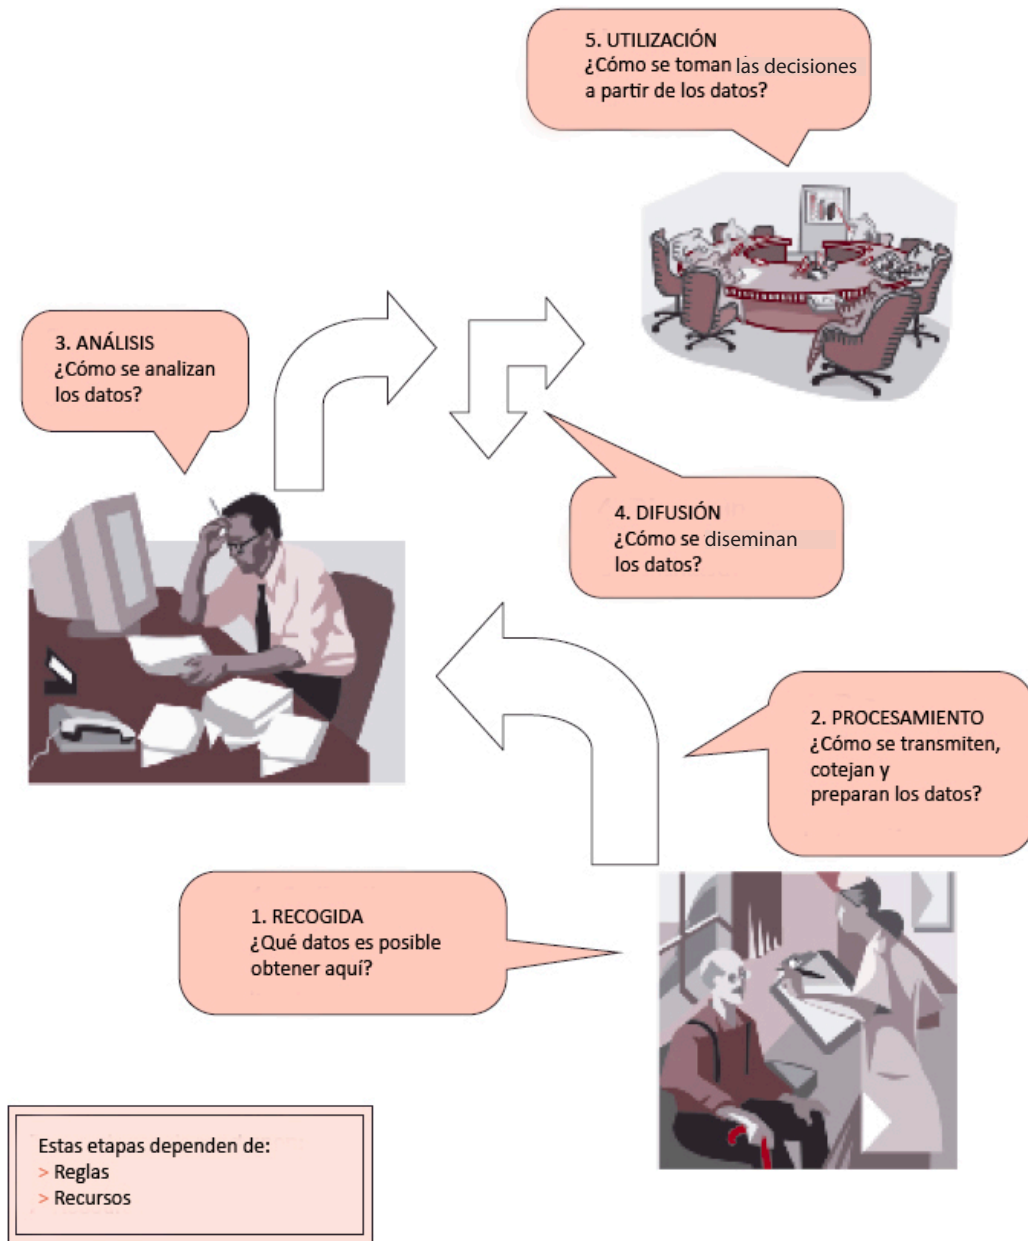 5. UTILIZACIÓN
¿Cómo se toman las decisiones
a partir de los datos?
3. ANÁLISIS
¿Cómo se analizan
los datos?
4. DIFUSIÓN
¿Cómo se diseminan
los datos?
2. PROCESAMIENTO
¿Cómo se transmiten,
cotejan y
preparan los datos?
1. RECOGIDA
¿Qué datos es posible
obtener aquí?
Estas etapas dependen de:
> Reglas
> Recursos